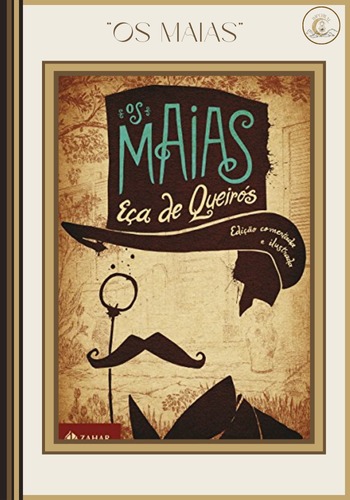 "OS MAIAS"
os
MAIAS
Eça de Queirós
Edição comentada
e ilustrada
ZAHAR